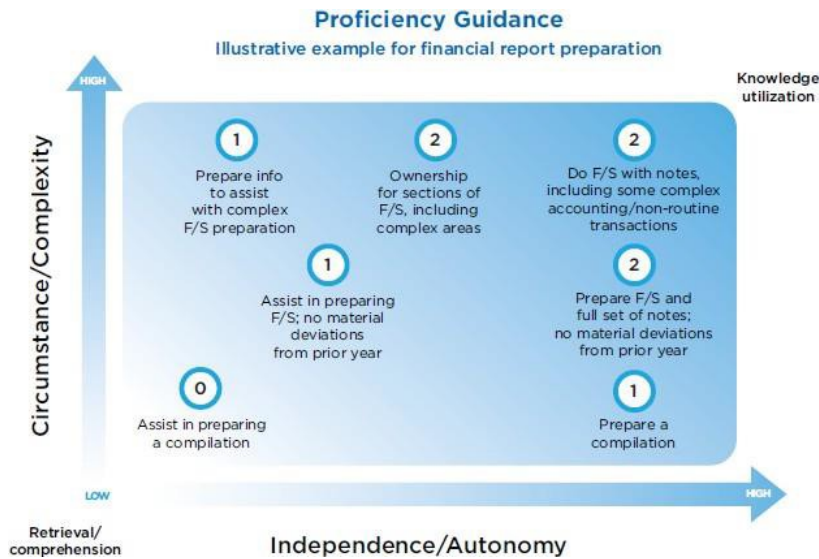 Proficiency Guidance
Illustrative example for financial report preparation
HIGH
Knowledge
utilization
Circumstance/Complexity
1
Prepare info
to assist
with complex
F/S preparation
2
Ownership
for sections of
F/S, including
complex areas
2
Do F/S with notes,
including some complex
accounting/non-routine
transactions
1
Assist in preparing
F/S; no material
deviations
from prior year
2
Prepare F/S and
full set of notes;
no material deviations
from prior year
0
Assist in preparing
a compilation
1
Prepare a
compilation
LOW
HIGH
Retrieval/
comprehension
Independence/Autonomy